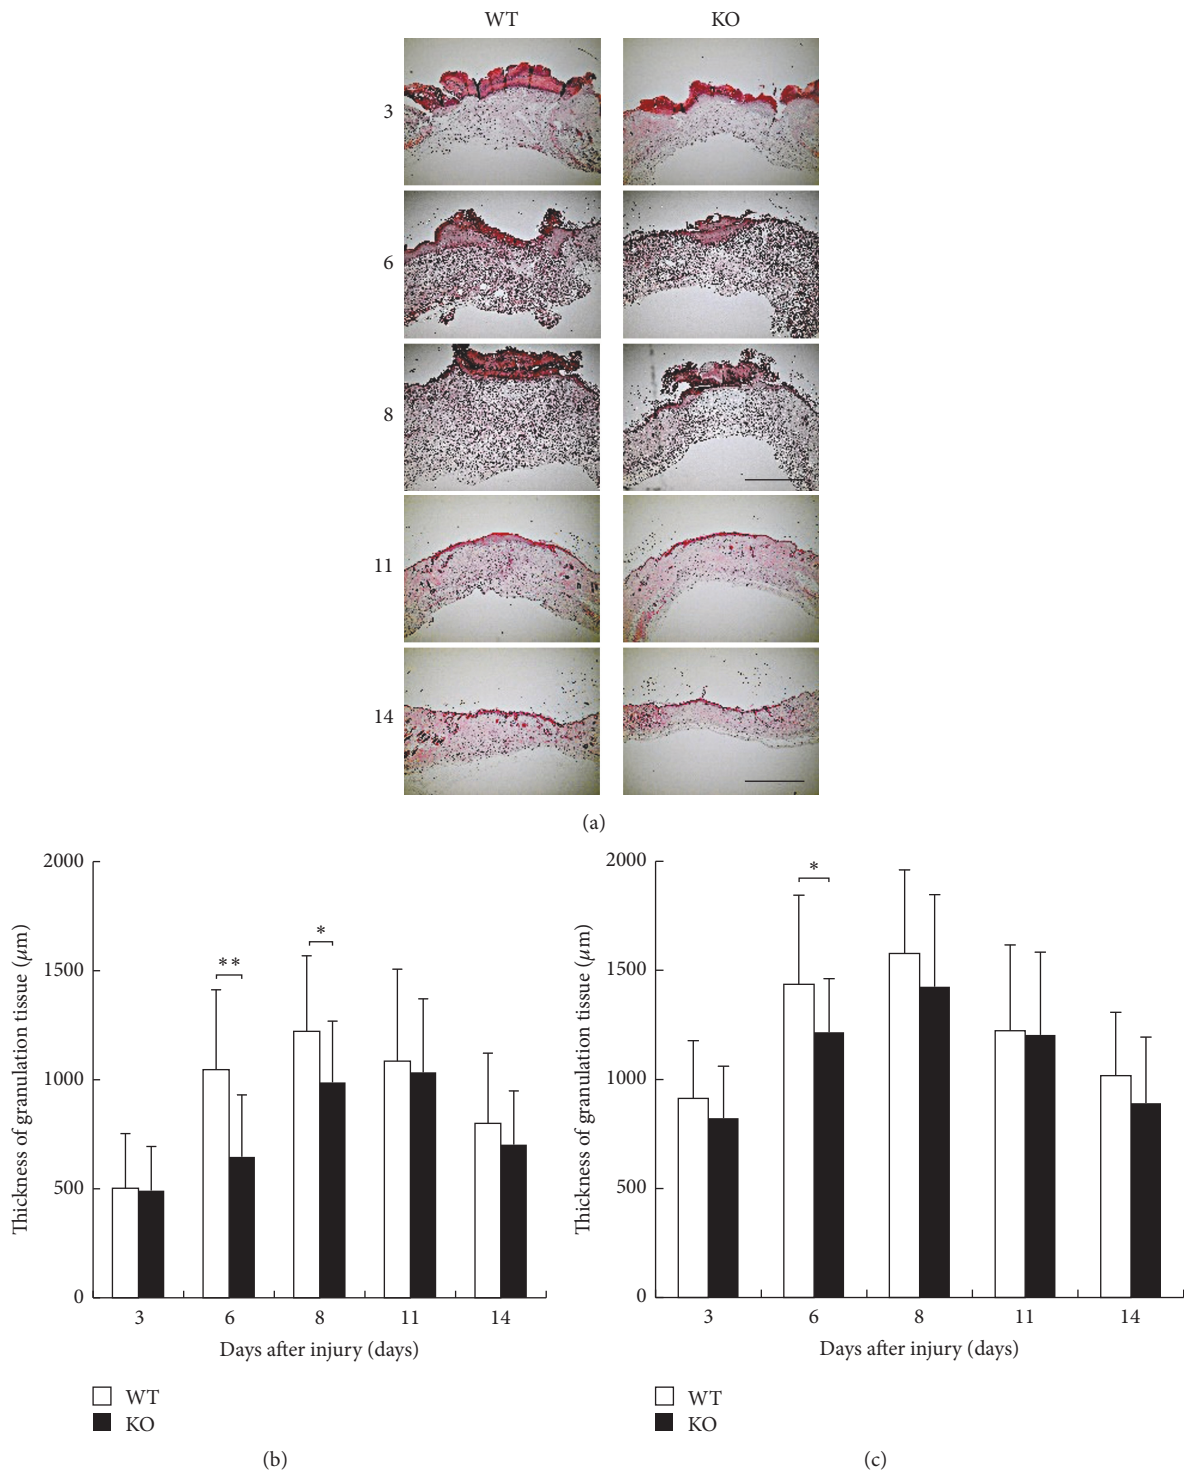 WT KO
3
6
8
11
14
(a)
Thickness of granulation tissue (μm)
2000
1500
1000
500
0
** *
3 6 8 11 14
Days after injury (days)
WT
KO
(b)
Thickness of granulation tissue (μm)
2000
1500
1000
500
0
*
3 6 8 11 14
Days after injury (days)
WT
KO
(c)